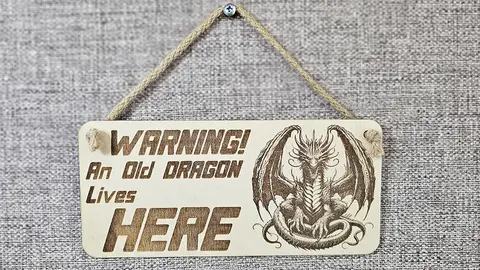 WARNING!
An Old DRAGON
Lives
HERE